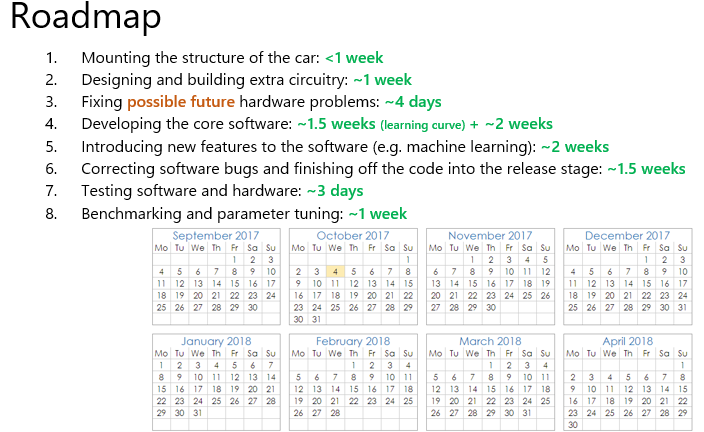 Roadmap
1. Mounting the structure of the car: <1 week
2. Designing and building extra circuitry: ~1 week
3. Fixing possible future hardware problems: ~4 days
4. Developing the core software: ~1.5 weeks (learning curve) + ~2 weeks
5. Introducing new features to the software (e.g. machine learning): ~2 weeks
6. Correcting software bugs and finishing off the code into the release stage: ~1.5 weeks
7. Testing software and hardware: ~3 days
8. Benchmarking and parameter tuning: ~1 week
September 2017
Mo Tu We Th Fr Sa Su
1 2 3
4 5 6 7 8 9 10
11 12 13 14 15 16 17
18 19 20 21 22 23 24
25 26 27 28 29 30
October 2017
Mo Tu We Th Fr Sa Su
1
2 3 4 5 6 7 8
9 10 11 12 13 14 15
16 17 18 19 20 21 22
23 24 25 26 27 28 29
30 31
November 2017
Mo Tu We Th Fr Sa Su
1 2 3 4 5
6 7 8 9 10 11 12
13 14 15 16 17 18 19
20 21 22 23 24 25 26
27 28 29 30
December 2017
Mo Tu We Th Fr Sa Su
1 2 3
4 5 6 7 8 9 10
11 12 13 14 15 16 17
18 19 20 21 22 23 24
25 26 27 28 29 30 31
January 2018
Mo Tu We Th Fr Sa Su
1 2 3 4 5 6 7
8 9 10 11 12 13 14
15 16 17 18 19 20 21
22 23 24 25 26 27 28
29 30 31
February 2018
Mo Tu We Th Fr Sa Su
1 2 3 4
5 6 7 8 9 10 11
12 13 14 15 16 17 18
19 20 21 22 23 24 25
26 27 28
March 2018
Mo Tu We Th Fr Sa Su
1 2 3 4
5 6 7 8 9 10 11
12 13 14 15 16 17 18
19 20 21 22 23 24 25
26 27 28 29 30 31
April 2018
Mo Tu We Th Fr Sa Su
1
2 3 4 5 6 7 8
9 10 11 12 13 14 15
16 17 18 19 20 21 22
23 24 25 26 27 28 29
30